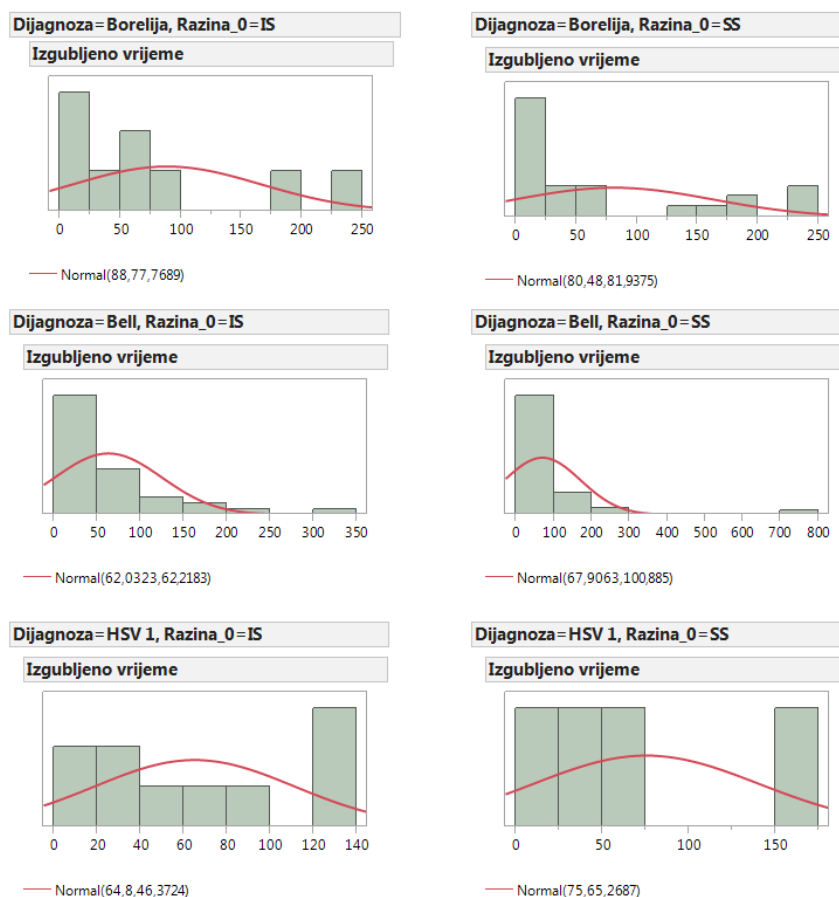 Dijagnoza=Borelija, Razina_0=IS
Izgubljeno vrijeme
0 50 100 150 200 250
Normal(88,77,7689)
Dijagnoza=Borelija, Razina_0=SS
Izgubljeno vrijeme
0 50 100 150 200 250
Normal(80,48,81,9375)
Dijagnoza=Bell, Razina_0=IS
Izgubljeno vrijeme
0 50 100 150 200 250 300 350
Normal(62,0323,62,2183)
Dijagnoza=Bell, Razina_0=SS
Izgubljeno vrijeme
0 100 200 300 400 500 600 700 800
Normal(67,9063,100,885)
Dijagnoza=HSV 1, Razina_0=IS
Izgubljeno vrijeme
0 20 40 60 80 100 120 140
Normal(64,8,46,3724)
Dijagnoza=HSV 1, Razina_0=SS
Izgubljeno vrijeme
0 50 100 150
Normal(75,65,2687)